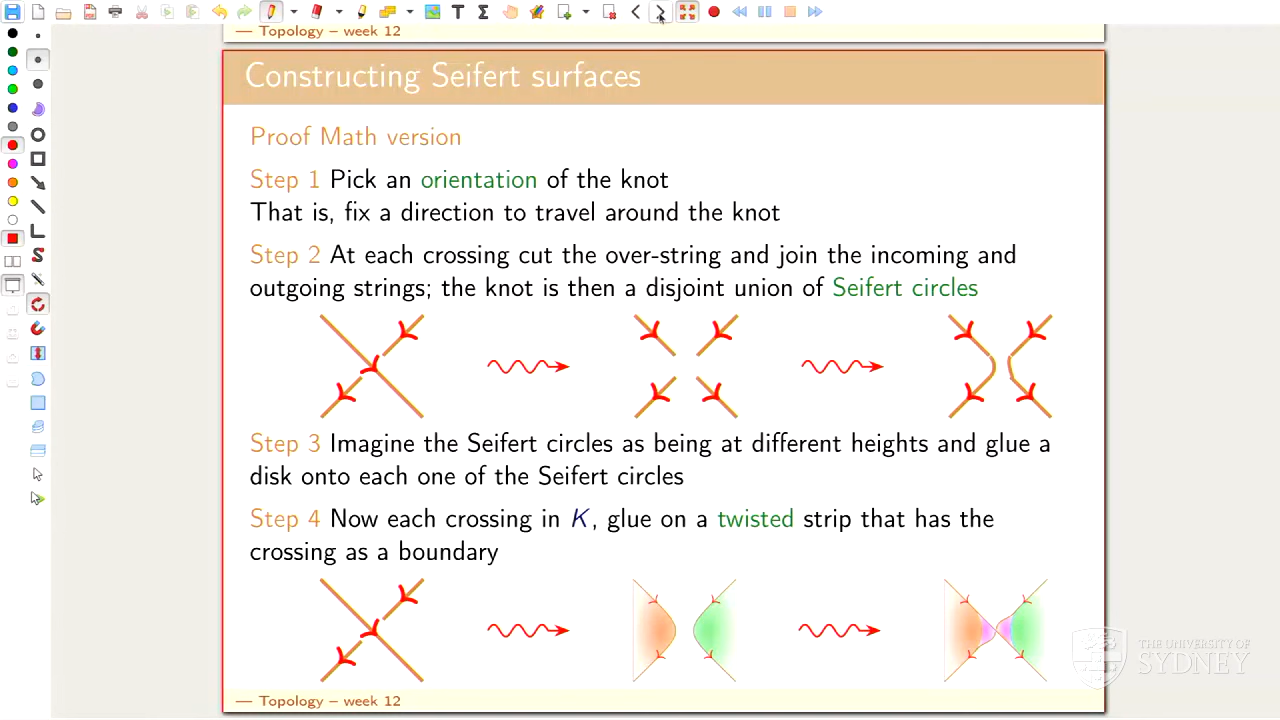 — Topology – week 12
Constructing Seifert surfaces
Proof Math version
Step 1 Pick an orientation of the knot
That is, fix a direction to travel around the knot
Step 2 At each crossing cut the over-string and join the incoming and
outgoing strings; the knot is then a disjoint union of Seifert circles
Step 3 Imagine the Seifert circles as being at different heights and glue a
disk onto each one of the Seifert circles
Step 4 Now each crossing in K, glue on a twisted strip that has the
crossing as a boundary
THE UNIVERSITY OF
SYDNEY
— Topology – week 12